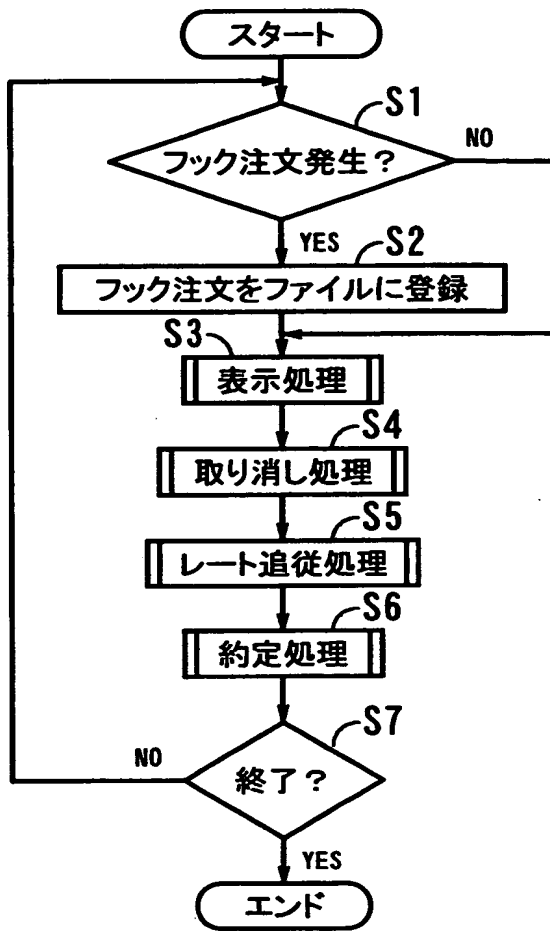 スタート
S1
フック注文発生？
NO
YES
S2
フック注文をファイルに登録
S3
表示処理
S4
取り消し処理
S5
レート追従処理
S6
約定処理
S7
NO
終了？
YES
エンド